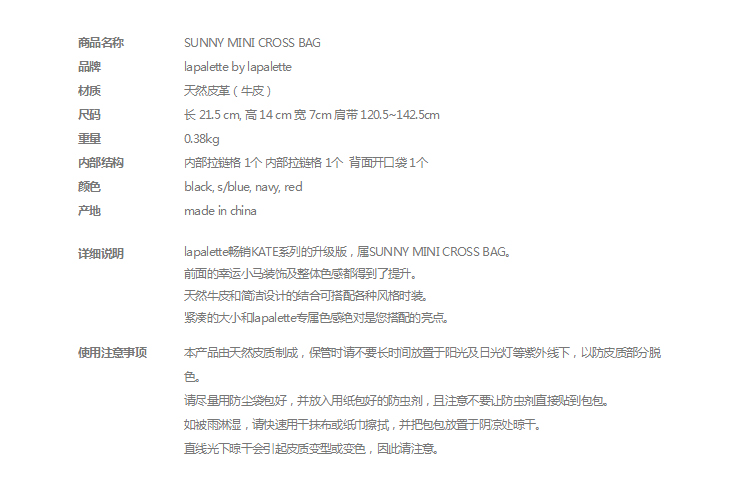 商品名称 SUNNY MINI CROSS BAG
品牌 lapalette by lapalette
材质 天然皮革 ( 牛皮 )
尺码 长 21.5 cm, 高 14 cm 宽 7cm 肩带 120.5~142.5cm
重量 0.38kg
内部结构 内部拉链格 1个 内部拉链格 1个 背面开口袋 1个
颜色 black, s/blue, navy, red
产地 made in china
详细说明 lapalette畅销KATE系列的升级版，属SUNNY MINI CROSS BAG。
前面的幸运小马装饰及整体色感都得到了提升。
天然牛皮和简洁设计的结合可搭配各种风格时装。
紧凑的大小和lapalette专属色感绝对是您搭配的亮点。
使用注意事项 本产品由天然皮质制成，保管时请不要长时间放置于阳光及日光灯等紫外线下，以防皮质部分脱
色。
请尽量用防尘袋包好，并放入用纸包好的防虫剂，且注意不要让防虫剂直接贴到包包。
如被雨淋湿，请快速用干抹布或纸巾擦拭，并把包包放置于阴凉处晾干。
直线光下晾干会引起皮质变型或变色，因此请注意。